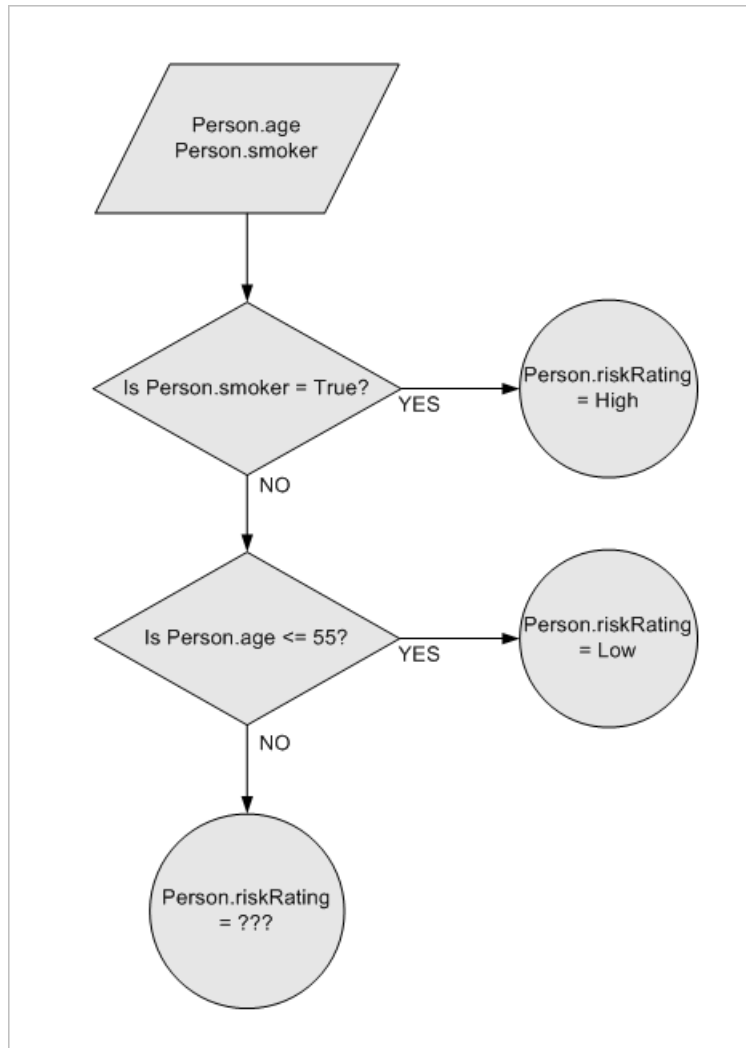 Person.age
Person.smoker
Is Person.smoker = True?
YES
Person.riskRating
= High
NO
Is Person.age <= 55?
YES
Person.riskRating
= Low
NO
Person.riskRating
= ???